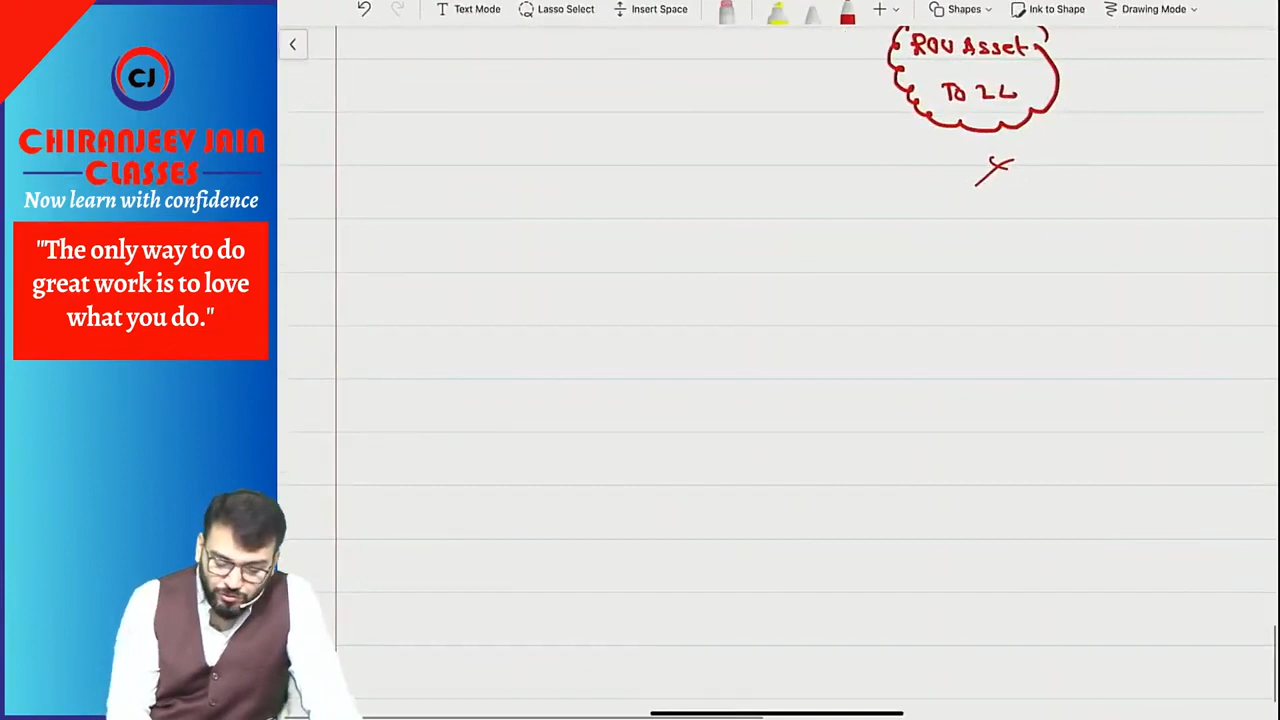 Text Mode
Lasso Select
Insert Space
Shapes
Ink to Shape
Drawing Mode
CJ
CHIRANJEEV JAIN
CLASSES
Now learn with confidence
"The only way to do
great work is to love
what you do."
ROU Asset
To LL